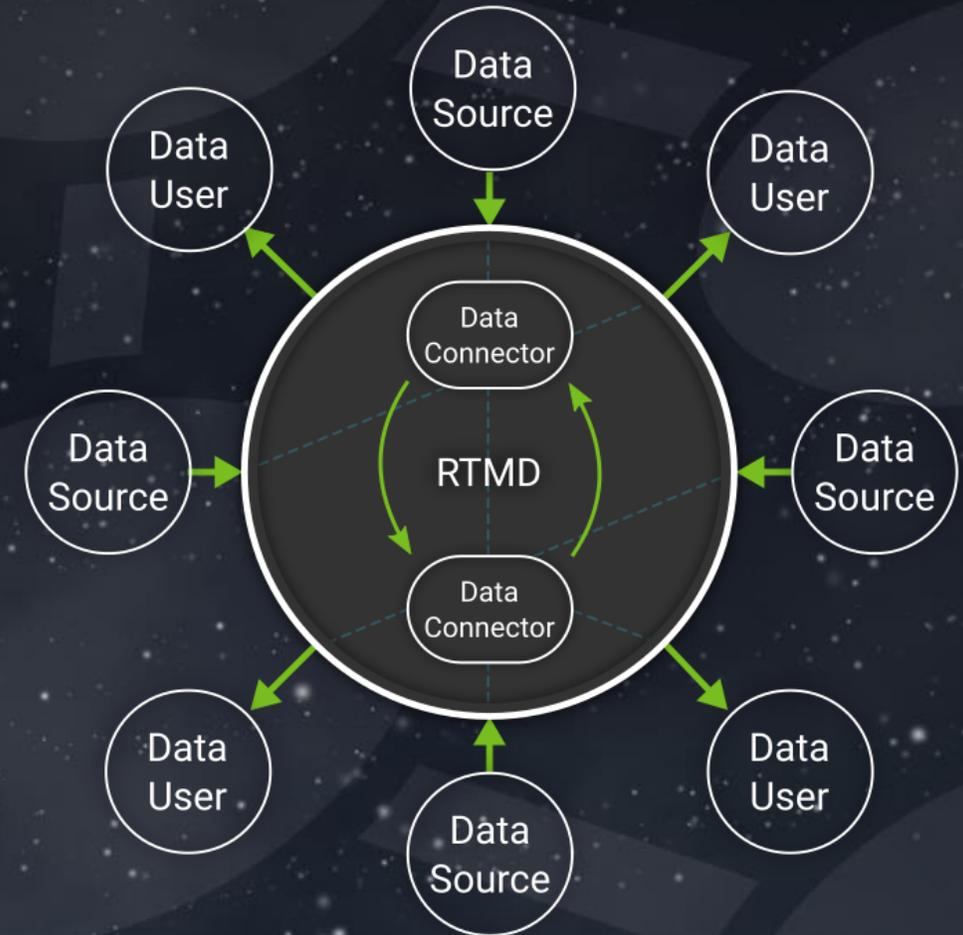 Data
Source
Data
User
Data
User
Data
Connector
Data
Source
RTMD
Data
Source
Data
Connector
Data
User
Data
User
Data
Source